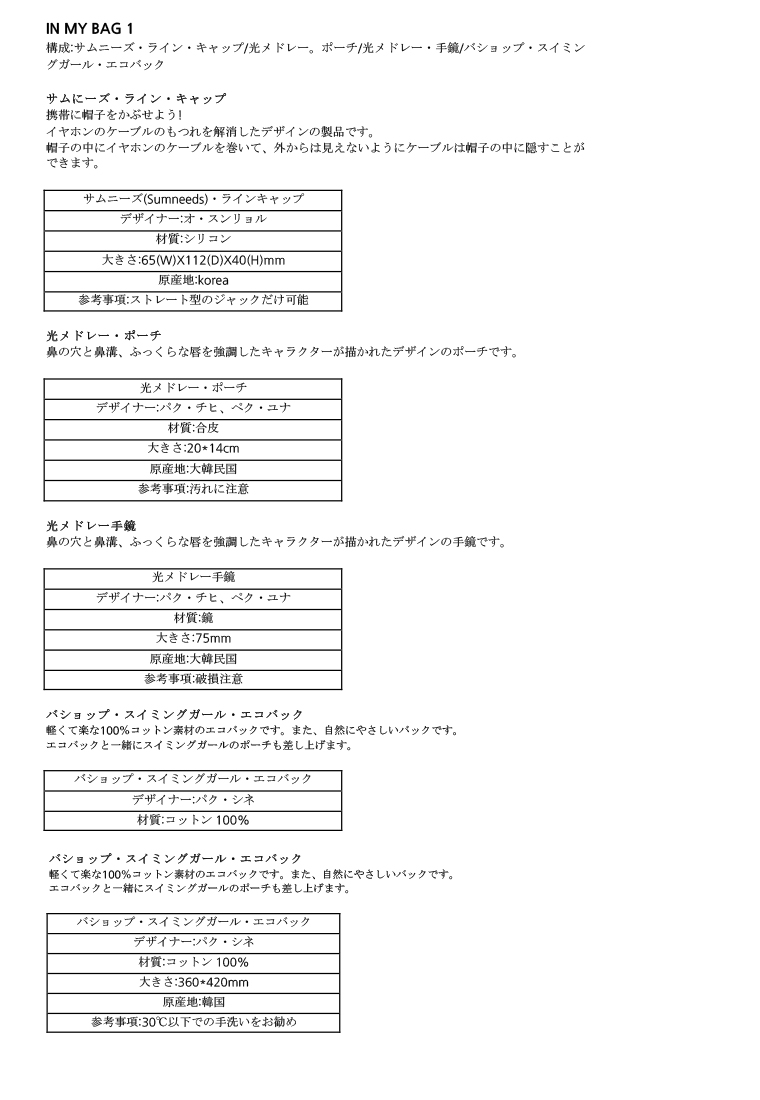 IN MY BAG 1
構成:サムニーズ・ライン・キャップ/光メドレー。ポーチ/光メドレー・手鏡/バショップ・スイミン
グガール・エコバック
サムにーズ・ライン・キャップ
携帯に帽子をかぶせよう!
イヤホンのケーブルのもつれを解消したデザインの製品です。
帽子の中にイヤホンのケーブルを巻いて、外からは見えないようにケーブルは帽子の中に隠すことが
できます。
サムニーズ(Sumneeds)・ラインキャップ
デザイナー:オ・スンリョル
材質:シリコン
大きさ:65(W)X112(D)X40(H)mm
原産地:korea
参考事項:ストレート型のジャックだけ可能
光メドレー・ポーチ
鼻の穴と鼻溝、ふっくらな唇を強調したキャラクターが描かれたデザインのポーチです。
光メドレー・ポーチ
デザイナー:パク・チヒ、ペク・ユナ
材質:合皮
大きさ:20*14cm
原産地:大韓民国
参考事項:汚れに注意
光メドレー手鏡
鼻の穴と鼻溝、ふっくらな唇を強調したキャラクターが描かれたデザインの手鏡です。
光メドレー手鏡
デザイナー:パク・チヒ、ペク・ユナ
材質:鏡
大きさ:75mm
原産地:大韓民国
参考事項:破損注意
バショップ・スイミングガール・エコバック
軽くて楽な100%コットン素材のエコバックです。また、自然にやさしいバックです。
エコバックと一緒にスイミングガールのポーチも差し上げます。
バショップ・スイミングガール・エコバック
デザイナー:パク・シネ
材質:コットン 100%
バショップ・スイミングガール・エコバック
軽くて楽な100%コットン素材のエコバックです。また、自然にやさしいバックです。
エコバックと一緒にスイミングガールのポーチも差し上げます。
バショップ・スイミングガール・エコバック
デザイナー:パク・シネ
材質:コットン 100%
大きさ:360*420mm
原産地:韓国
参考事項:30℃以下での手洗いをお勧め